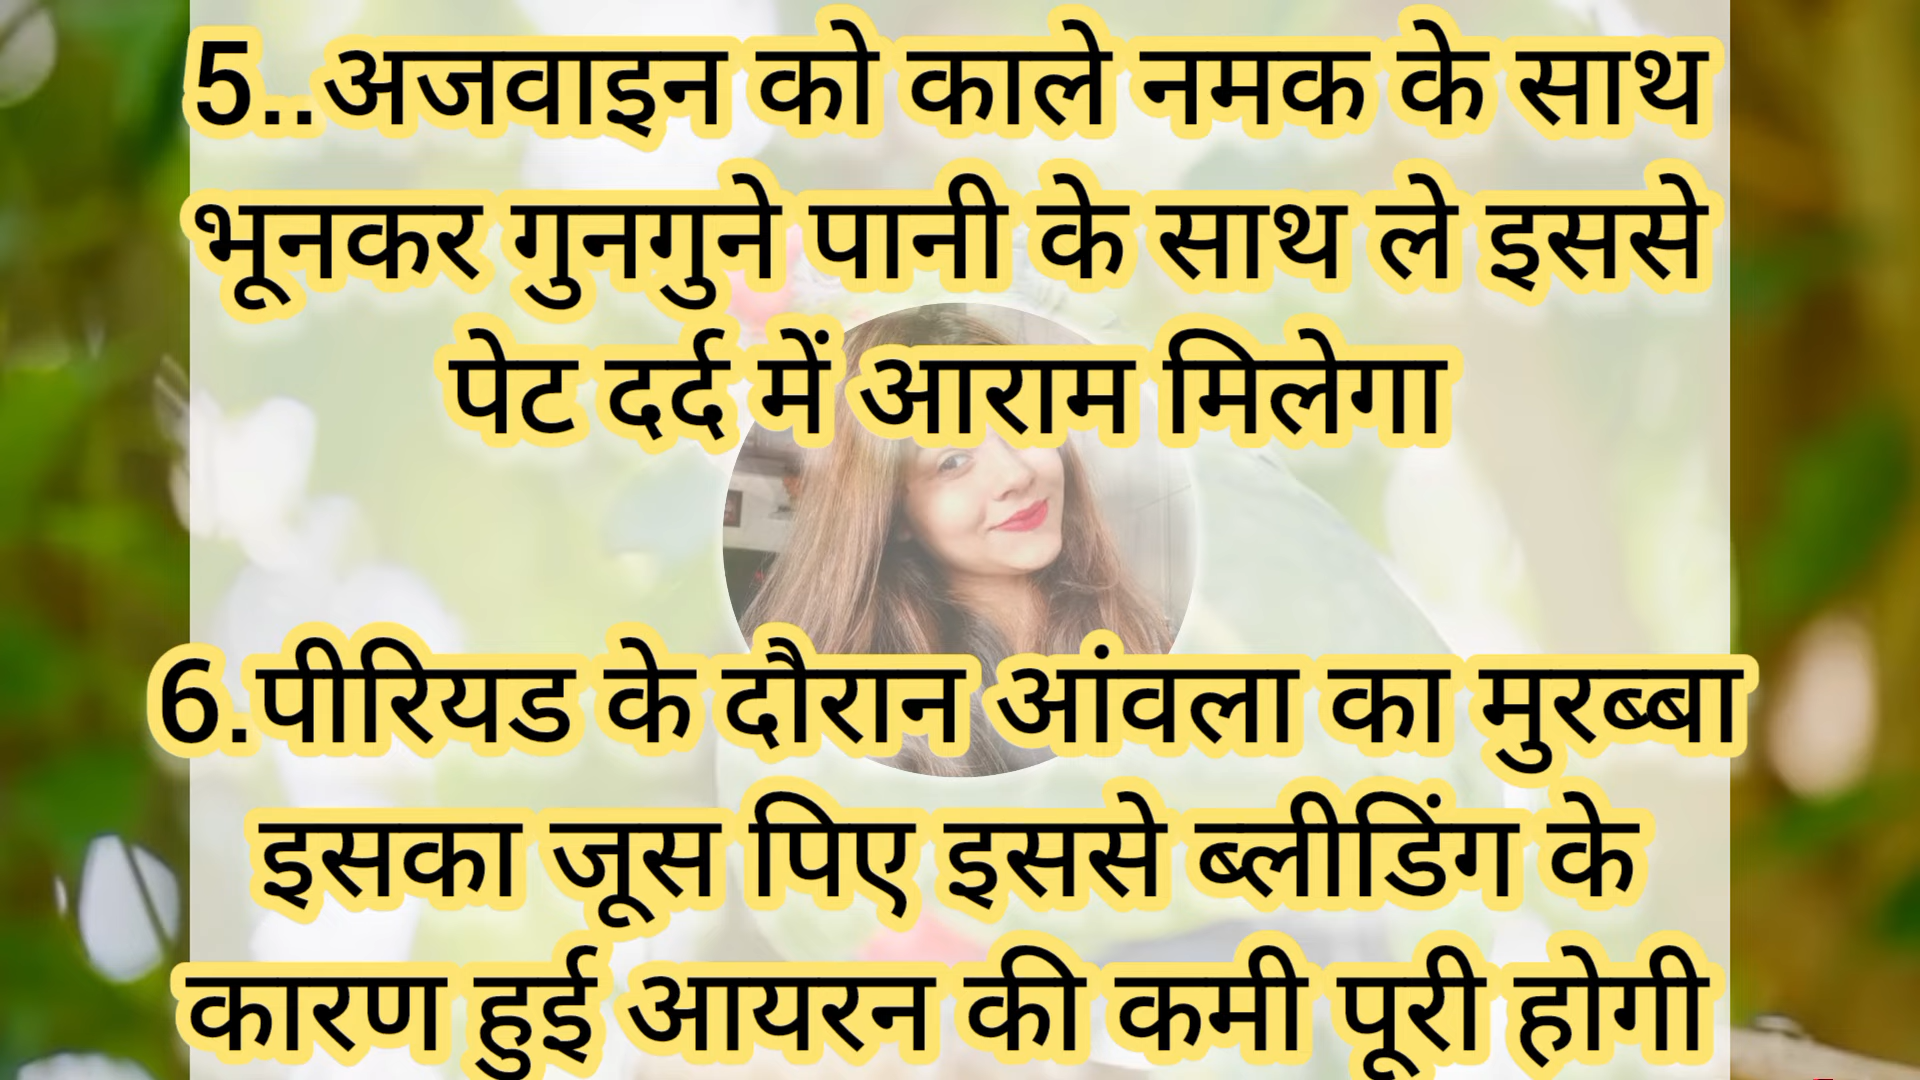 5..अजवाइन को काले नमक के साथ
भूनकर गुनगुने पानी के साथ ले इससे
पेट दर्द में आराम मिलेगा
6.पीरियड के दौरान आंवला का मुरब्बा
इसका जूस पिए इससे ब्लीडिंग के
कारण हुई आयरन की कमी पूरी होगी